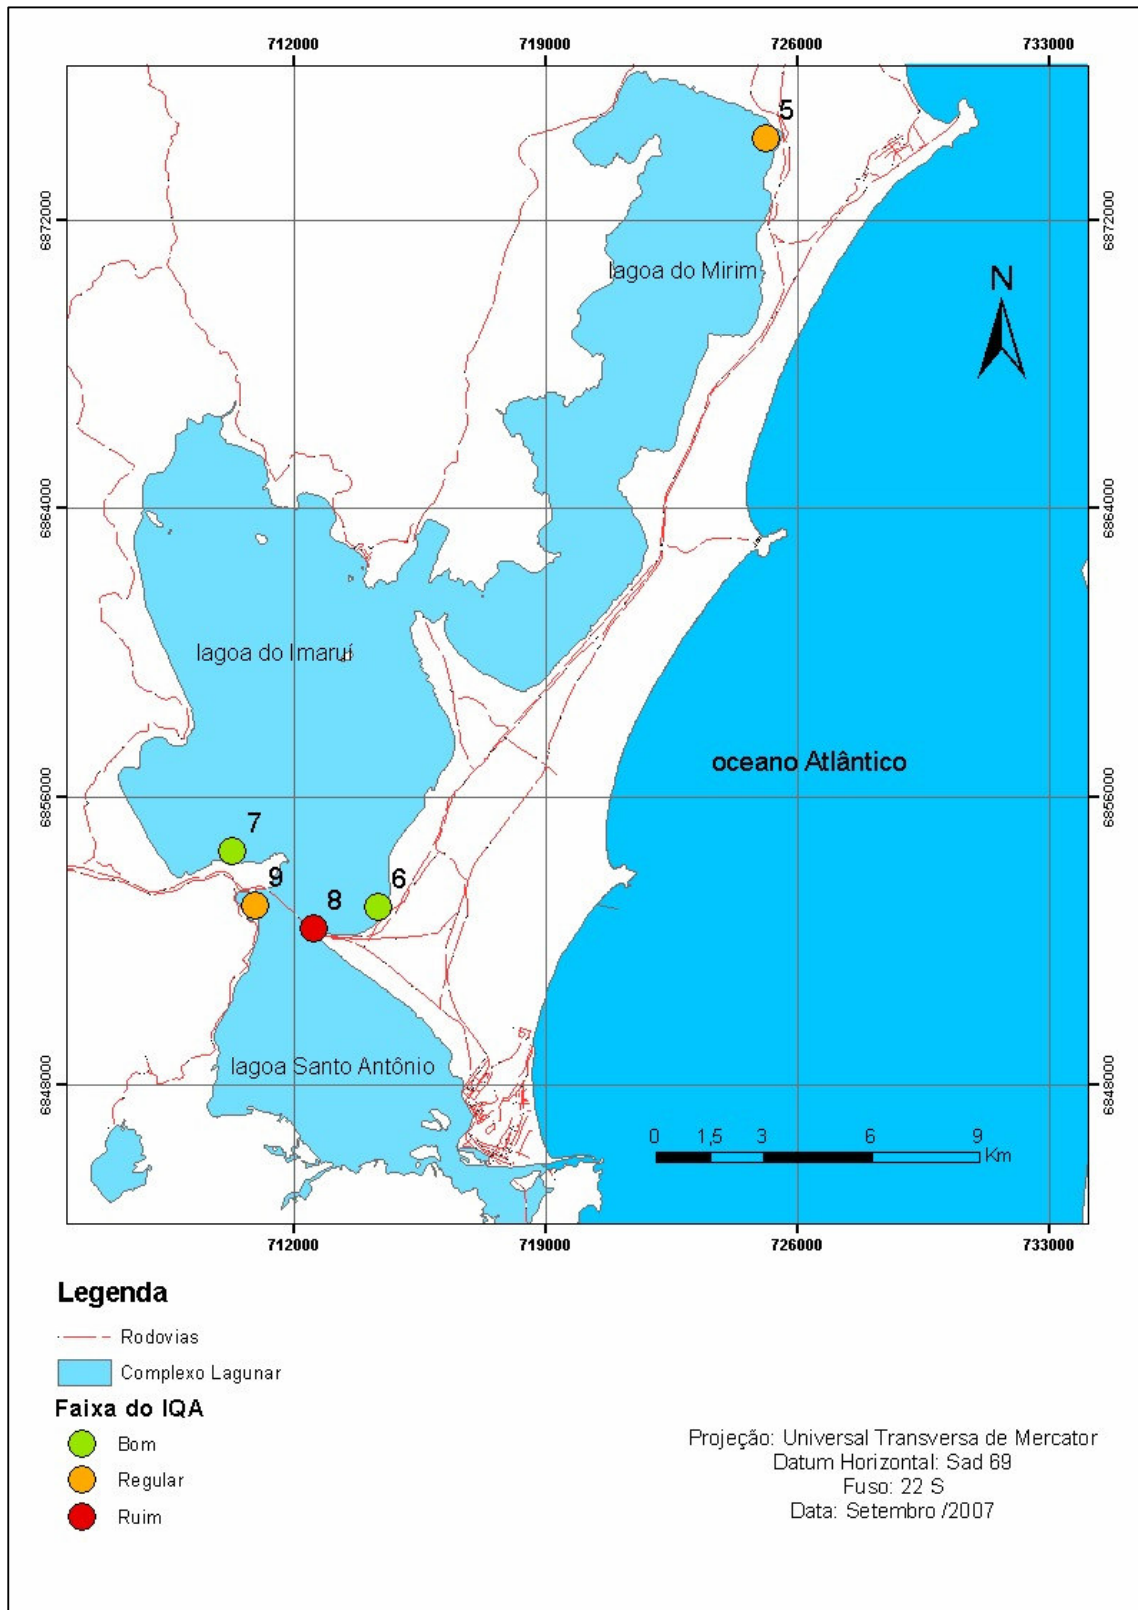 712000 719000 726000 733000
5
6872000 6872000
lagoa do Mirim
N
6864000 6864000
lagoa do Imaruí
oceano Atlântico
6856000 6856000
7
9 8 6
lagoa Santo Antônio
6848000 6848000
0 1,5 3 6 9
Km
712000 719000 726000 733000
Legenda
Rodovias
Complexo Lagunar
Faixa do IQA
Bom
Regular
Ruim
Projeção: Universal Transversa de Mercator
Datum Horizontal: Sad 69
Fuso: 22 S
Data: Setembro /2007